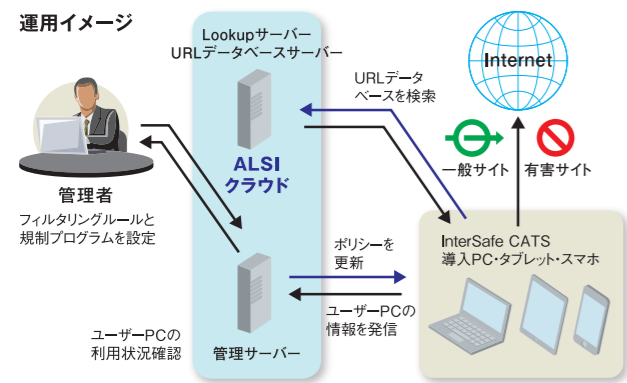 運用イメージ
Lookupサーバー
URLデータベースサーバー
ALSI
クラウド
管理者
フィルタリングルールと
規制プログラムを設定
ユーザーPCの
利用状況確認
管理サーバー
URLデータ
ベースを検索
Internet
一般サイト
有害サイト
ポリシーを
更新
ユーザーPCの
情報を発信
InterSafe CATS
導入PC・タブレット・スマホ